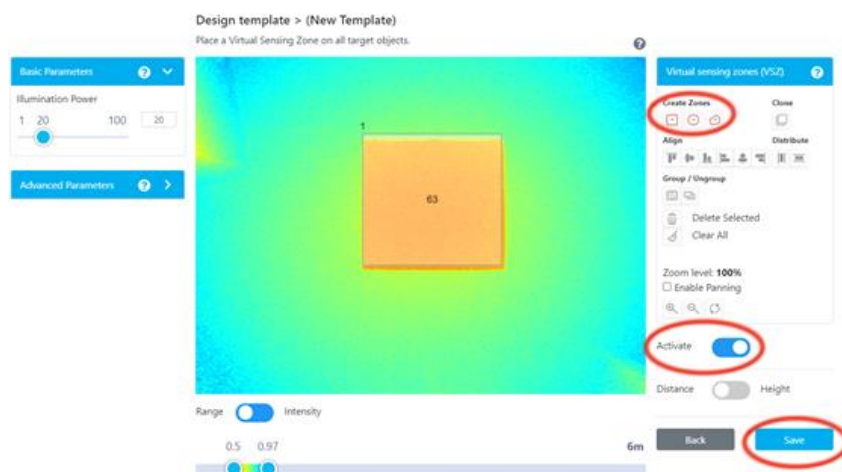 Design template > (New Template)
Place a Virtual Sensing Zone on all target objects.
?
Basic Parameters ?
Illumination Power
1 20 100 20
Advanced Parameters ?
1
63
Range Intensity
0.5 0.97 6m
Virtual sensing zones (VSZ) ?
Create Zones Clone
Align Distribute
Group / Ungroup
Delete Selected
Clear All
Zoom level: 100%
Enable Panning
Activate
Distance Height
Back Save